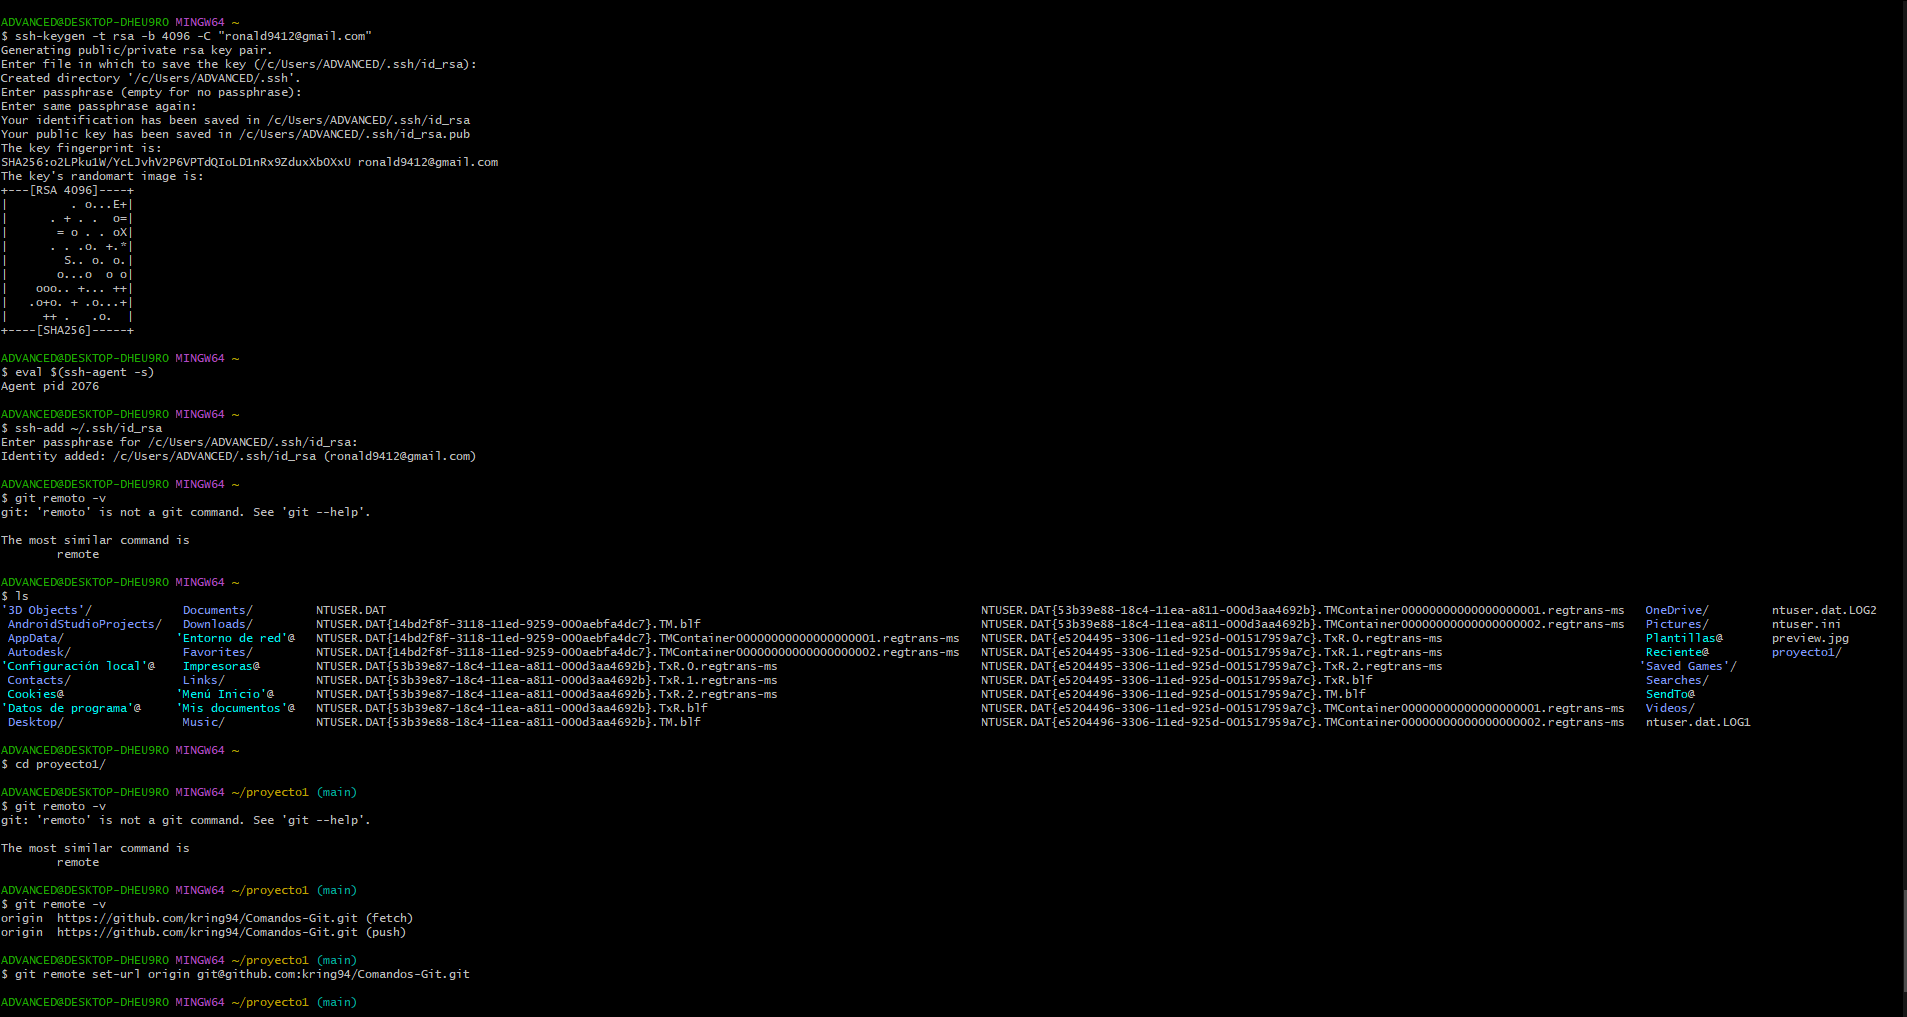 ADVANCED@DESKTOP-DHEU9RO MINGW64 ~
$ ssh-keygen -t rsa -b 4096 -C "ronald9412@gmail.com"
Generating public/private rsa key pair.
Enter file in which to save the key (/c/Users/ADVANCED/.ssh/id_rsa):
Created directory '/c/Users/ADVANCED/.ssh'.
Enter passphrase (empty for no passphrase):
Enter same passphrase again:
Your identification has been saved in /c/Users/ADVANCED/.ssh/id_rsa
Your public key has been saved in /c/Users/ADVANCED/.ssh/id_rsa.pub
The key fingerprint is:
SHA256:o2LPku1W/YcLJvhV2P6VPTdQIoLD1nRx9ZduxXbOXxU ronald9412@gmail.com
The key's randomart image is:
+---[RSA 4096]----+
|         . o...E+|
|      . + . .  o=|
|       = o . . oX|
|      . . .o. +.*|
|        S.. o. o.|
|       o...o  o o|
|    ooo.. +... ++|
|   .o+o. + .o...+|
|     ++ .   .o.  |
+----[SHA256]-----+
ADVANCED@DESKTOP-DHEU9RO MINGW64 ~
$ eval $(ssh-agent -s)
Agent pid 2076
ADVANCED@DESKTOP-DHEU9RO MINGW64 ~
$ ssh-add ~/.ssh/id_rsa
Enter passphrase for /c/Users/ADVANCED/.ssh/id_rsa:
Identity added: /c/Users/ADVANCED/.ssh/id_rsa (ronald9412@gmail.com)
ADVANCED@DESKTOP-DHEU9RO MINGW64 ~
$ git remoto -v
git: 'remoto' is not a git command. See 'git --help'.
The most similar command is
        remote
ADVANCED@DESKTOP-DHEU9RO MINGW64 ~
$ ls
'3D Objects'/ Documents/ NTUSER.DAT NTUSER.DAT{53b39e88-18c4-11ea-a811-000d3aa4692b}.TMContainer00000000000000000001.regtrans-ms OneDrive/ ntuser.dat.LOG2
AndroidStudioProjects/ Downloads/ NTUSER.DAT{14bd2f8f-3118-11ed-9259-000aebfa4dc7}.TM.blf NTUSER.DAT{53b39e88-18c4-11ea-a811-000d3aa4692b}.TMContainer00000000000000000002.regtrans-ms Pictures/ ntuser.ini
AppData/ 'Entorno de red'@ NTUSER.DAT{14bd2f8f-3118-11ed-9259-000aebfa4dc7}.TMContainer00000000000000000001.regtrans-ms NTUSER.DAT{e5204495-3306-11ed-925d-001517959a7c}.TxR.0.regtrans-ms Plantillas@ preview.jpg
Autodesk/ Favorites/ NTUSER.DAT{14bd2f8f-3118-11ed-9259-000aebfa4dc7}.TMContainer00000000000000000002.regtrans-ms NTUSER.DAT{e5204495-3306-11ed-925d-001517959a7c}.TxR.1.regtrans-ms Reciente@ proyecto1/
'Configuración local'@ Impresoras@ NTUSER.DAT{53b39e87-18c4-11ea-a811-000d3aa4692b}.TxR.0.regtrans-ms NTUSER.DAT{e5204495-3306-11ed-925d-001517959a7c}.TxR.2.regtrans-ms 'Saved Games'/
Contacts/ Links/ NTUSER.DAT{53b39e87-18c4-11ea-a811-000d3aa4692b}.TxR.1.regtrans-ms NTUSER.DAT{e5204495-3306-11ed-925d-001517959a7c}.TxR.blf Searches/
Cookies@ 'Menú Inicio'@ NTUSER.DAT{53b39e87-18c4-11ea-a811-000d3aa4692b}.TxR.2.regtrans-ms NTUSER.DAT{e5204496-3306-11ed-925d-001517959a7c}.TM.blf SendTo@
'Datos de programa'@ 'Mis documentos'@ NTUSER.DAT{53b39e87-18c4-11ea-a811-000d3aa4692b}.TxR.blf NTUSER.DAT{e5204496-3306-11ed-925d-001517959a7c}.TMContainer00000000000000000001.regtrans-ms Videos/
Desktop/ Music/ NTUSER.DAT{53b39e88-18c4-11ea-a811-000d3aa4692b}.TM.blf NTUSER.DAT{e5204496-3306-11ed-925d-001517959a7c}.TMContainer00000000000000000002.regtrans-ms ntuser.dat.LOG1
ADVANCED@DESKTOP-DHEU9RO MINGW64 ~
$ cd proyecto1/
ADVANCED@DESKTOP-DHEU9RO MINGW64 ~/proyecto1 (main)
$ git remoto -v
git: 'remoto' is not a git command. See 'git --help'.
The most similar command is
        remote
ADVANCED@DESKTOP-DHEU9RO MINGW64 ~/proyecto1 (main)
$ git remote -v
origin  https://github.com/kring94/Comandos-Git.git (fetch)
origin  https://github.com/kring94/Comandos-Git.git (push)
ADVANCED@DESKTOP-DHEU9RO MINGW64 ~/proyecto1 (main)
$ git remote set-url origin git@github.com:kring94/Comandos-Git.git
ADVANCED@DESKTOP-DHEU9RO MINGW64 ~/proyecto1 (main)